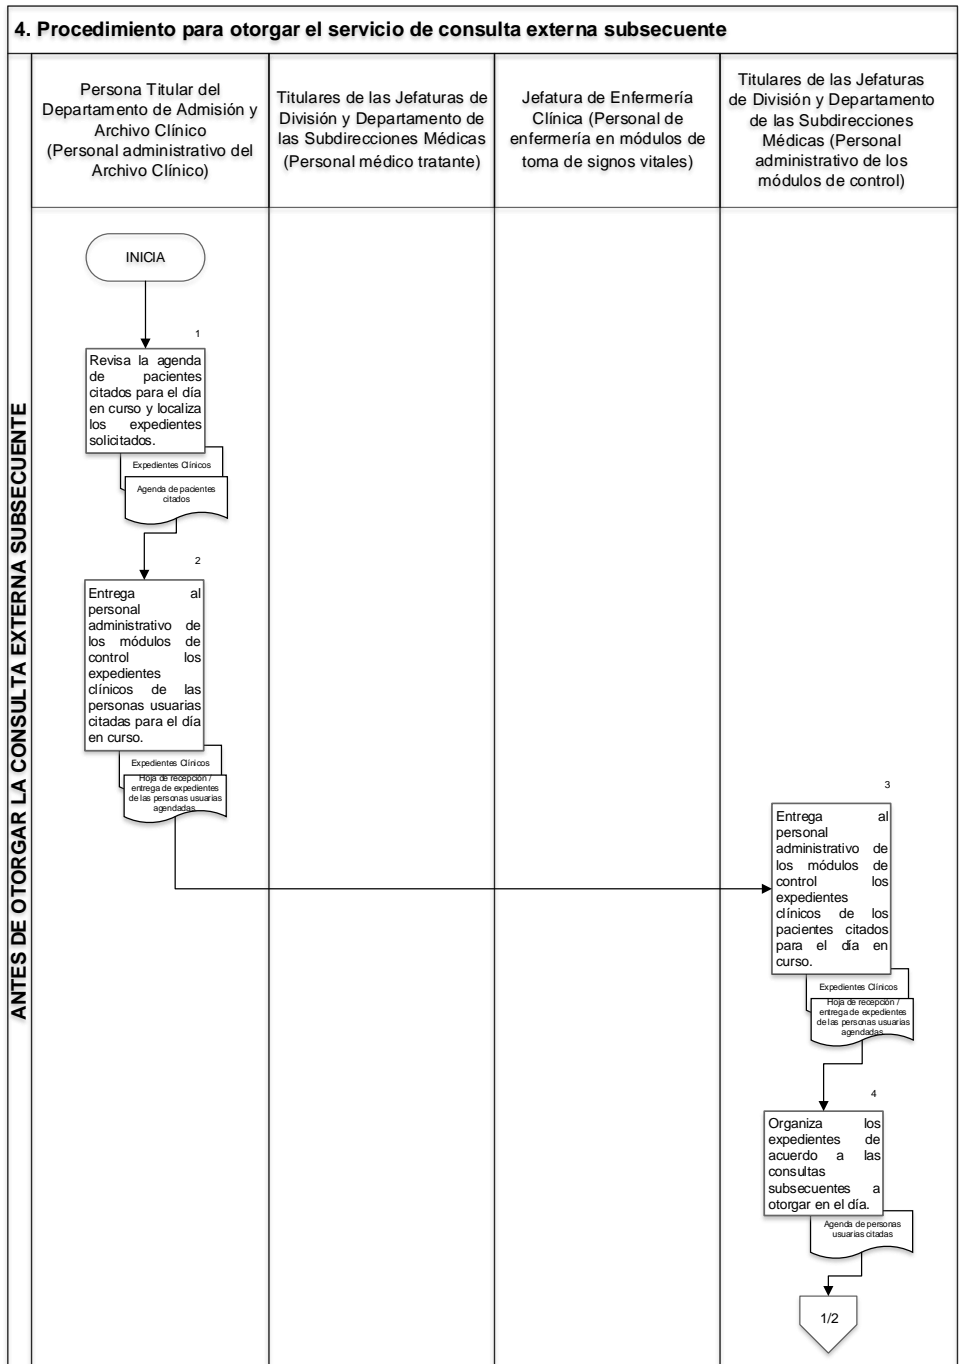 4. Procedimiento para otorgar el servicio de consulta externa subsecuente
Persona Titular del
Departamento de Admisión y
Archivo Clínico
(Personal administrativo del
Archivo Clínico)
Titulares de las Jefaturas de
División y Departamento de
las Subdirecciones Médicas
(Personal médico tratante)
Jefatura de Enfermería
Clínica (Personal de
enfermería en módulos de
toma de signos vitales)
Titulares de las Jefaturas
de División y Departamento
de las Subdirecciones
Médicas (Personal
administrativo de los
módulos de control)
ANTES DE OTORGAR LA CONSULTA EXTERNA SUBSECUENTE
INICIA
1
Revisa la agenda
de pacientes
citados para el día
en curso y localiza
los expedientes
solicitados.
Expedientes Clínicos
Agenda de pacientes
citados
2
Entrega al
personal
administrativo de
los módulos de
control los
expedientes
clínicos de las
personas usuarias
citadas para el día
en curso.
Expedientes Clínicos
Hoja de recepción /
entrega de expedientes
de las personas usuarias
agendadas
3
Entrega al
personal
administrativo de
los módulos de
control los
expedientes
clínicos de los
pacientes citados
para el día en
curso.
Expedientes Clínicos
Hoja de recepción /
entrega de expedientes
de las personas usuarias
agendadas
4
Organiza los
expedientes de
acuerdo a las
consultas
subsecuentes a
otorgar en el día.
Agenda de personas
usuarias citadas
1/2